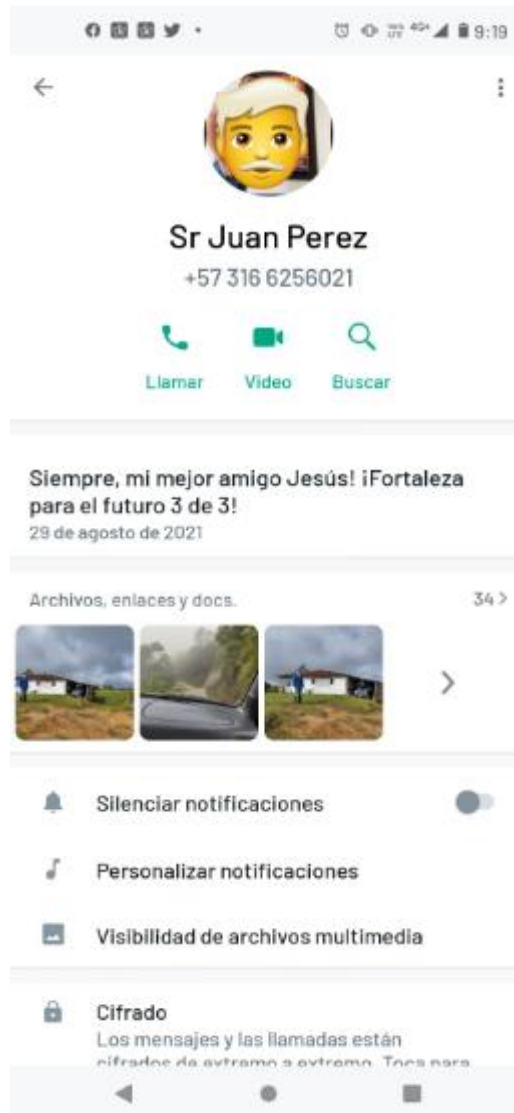 9:19
Sr Juan Perez
+57 316 6256021
Llamar Video Buscar
Siempre, mi mejor amigo Jesús! ¡Fortaleza
para el futuro 3 de 3!
29 de agosto de 2021
Archivos, enlaces y docs. 34 >
Silenciar notificaciones
Personalizar notificaciones
Visibilidad de archivos multimedia
Cifrado
Los mensajes y las llamadas están
cifrados de extremo a extremo. Toca para